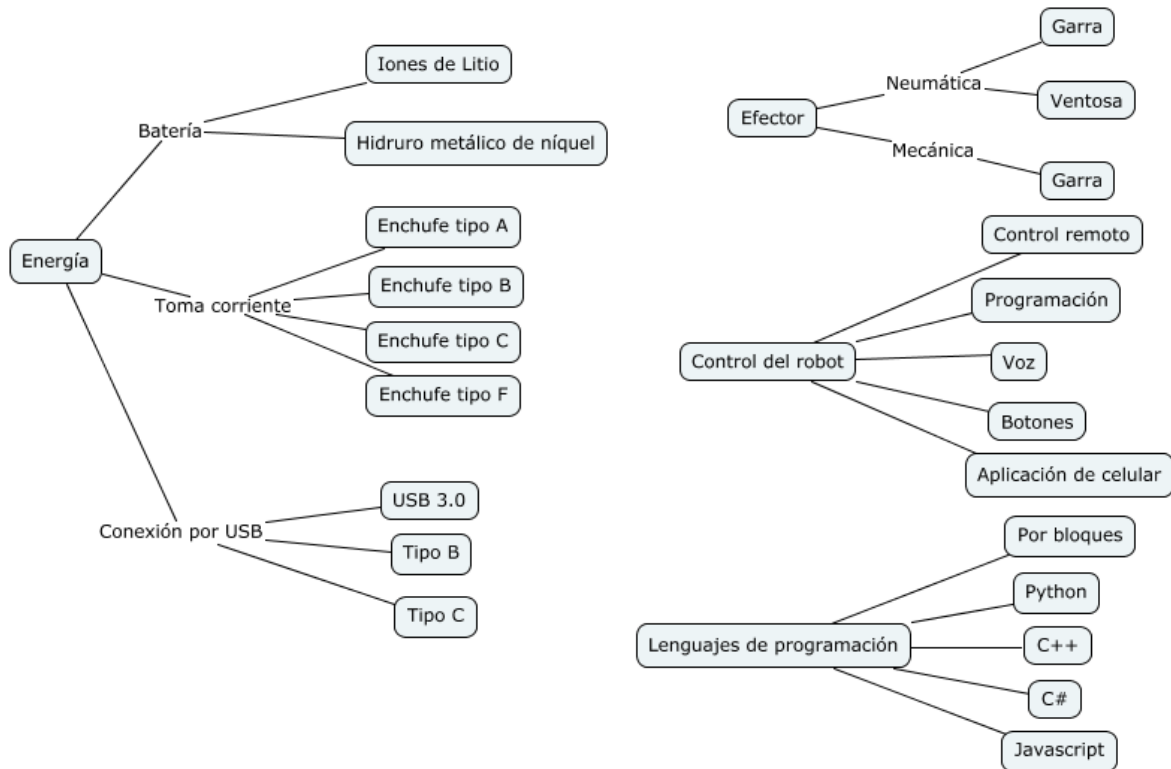 Iones de Litio
Batería
Hidruro metálico de níquel
Energía
Enchufe tipo A
Toma corriente
Enchufe tipo B
Enchufe tipo C
Enchufe tipo F
Conexión por USB
USB 3.0
Tipo B
Tipo C
Garra
Neumática
Ventosa
Efector
Mecánica
Garra
Control remoto
Programación
Control del robot
Voz
Botones
Aplicación de celular
Por bloques
Python
Lenguajes de programación
C++
C#
Javascript